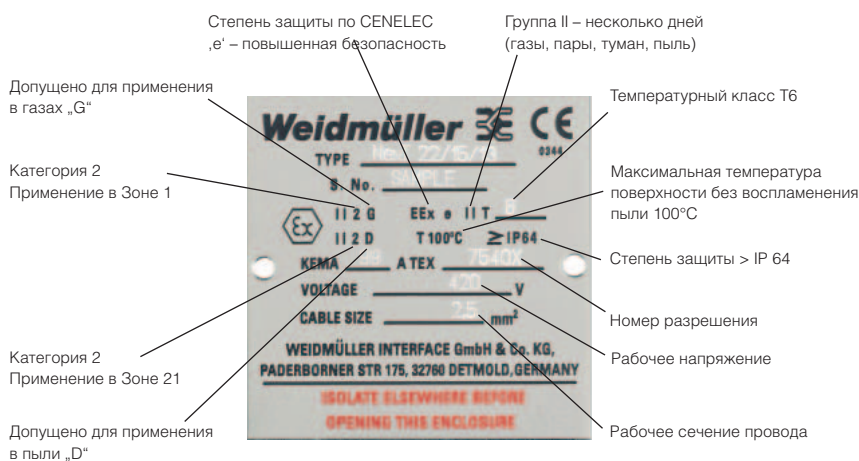 Степень защиты по CENELEC
‚e‘ – повышенная безопасность
Группа II – несколько дней
(газы, пары, туман, пыль)
Допущено для применения
в газах „G“
Температурный класс T6
Категория 2
Применение в Зоне 1
Максимальная температура
поверхности без воспламенения
пыли 100°C
Степень защиты > IP 64
Номер разрешения
Рабочее напряжение
Категория 2
Применение в Зоне 21
Допущено для применения
в пыли „D“
Рабочее сечение провода
Weidmüller CE
0344
TYPE 22/15/
S. No. SAMPLE
Ex
II 2 G EEx e II T 6
II 2 D T 100°C ≥ IP64
KEMA ATEX 7540X
VOLTAGE 420 V
CABLE SIZE 2.5 mm²
WEIDMÜLLER INTERFACE GmbH & Co. KG,
PADERBORNER STR 175, 32760 DETMOLD, GERMANY
ISOLATE ELSEWHERE BEFORE
OPENING THIS ENCLOSURE